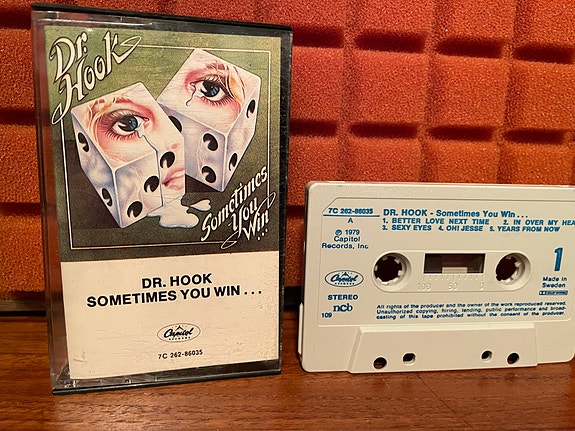 Dr.
Hook
Sometimes
You
Win...
DR. HOOK
SOMETIMES YOU WIN . . .
Capitol
RECORDS
7C 262-86035
7C 262-86035
DR. HOOK - Sometimes You Win . . .
A
1. BETTER LOVE NEXT TIME 2. IN OVER MY HEA
3. SEXY EYES 4. OH! JESSE 5. YEARS FROM NOW
℗ 1979
Capitol
Records, Inc
Capitol
STEREO
ncb
109
100 50 0
1
Made in
Sweden
All rights of the producer and the owner of the work reproduced reserved.
Unauthorized copying, hiring, lending, public performance and broad-
casting of this tape prohibited without the consent of the producer.